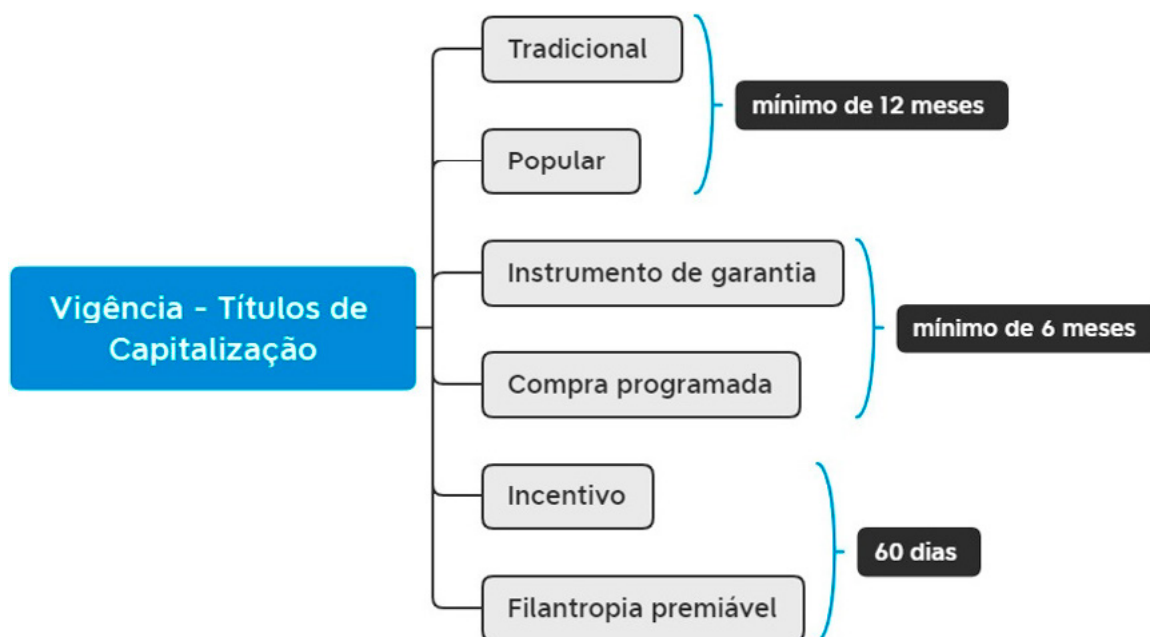 Vigência - Títulos de
Capitalização
Tradicional
Popular
mínimo de 12 meses
Instrumento de garantia
Compra programada
mínimo de 6 meses
Incentivo
Filantropia premiável
60 dias